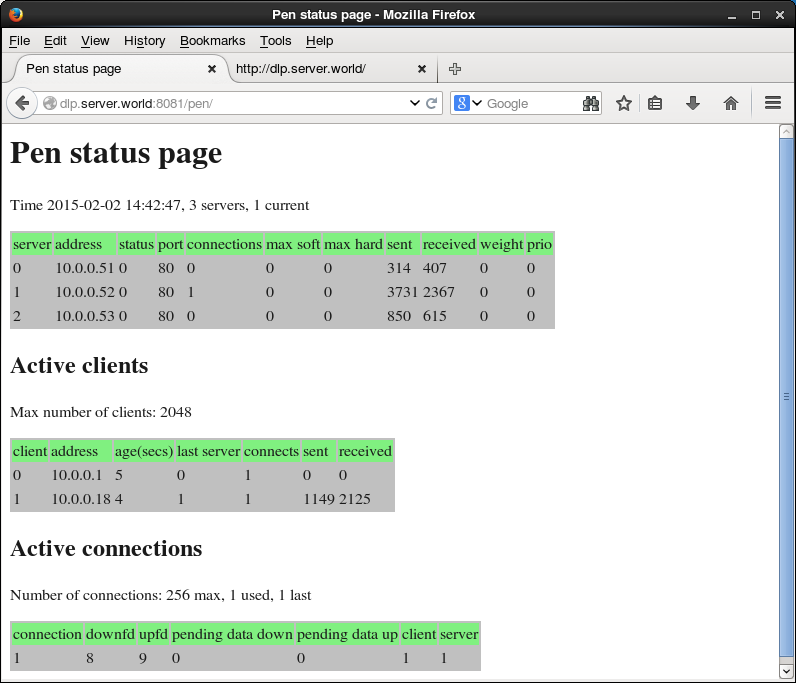 Pen status page - Mozilla Firefox
File Edit View History Bookmarks Tools Help
Pen status page http://dlp.server.world/
dlp.server.world:8081/pen/ 8 Google
Pen status page
Time 2015-02-02 14:42:47, 3 servers, 1 current
server address status port connections max soft max hard sent received weight prio
0 10.0.0.51 0 80 0 0 0 314 407 0 0
1 10.0.0.52 0 80 1 0 0 3731 2367 0 0
2 10.0.0.53 0 80 0 0 0 850 615 0 0
Active clients
Max number of clients: 2048
client address age(secs) last server connects sent received
0 10.0.0.1 5 0 1 0 0
1 10.0.0.18 4 1 1 1149 2125
Active connections
Number of connections: 256 max, 1 used, 1 last
connection downfd upfd pending data down pending data up client server
1 8 9 0 0 1 1